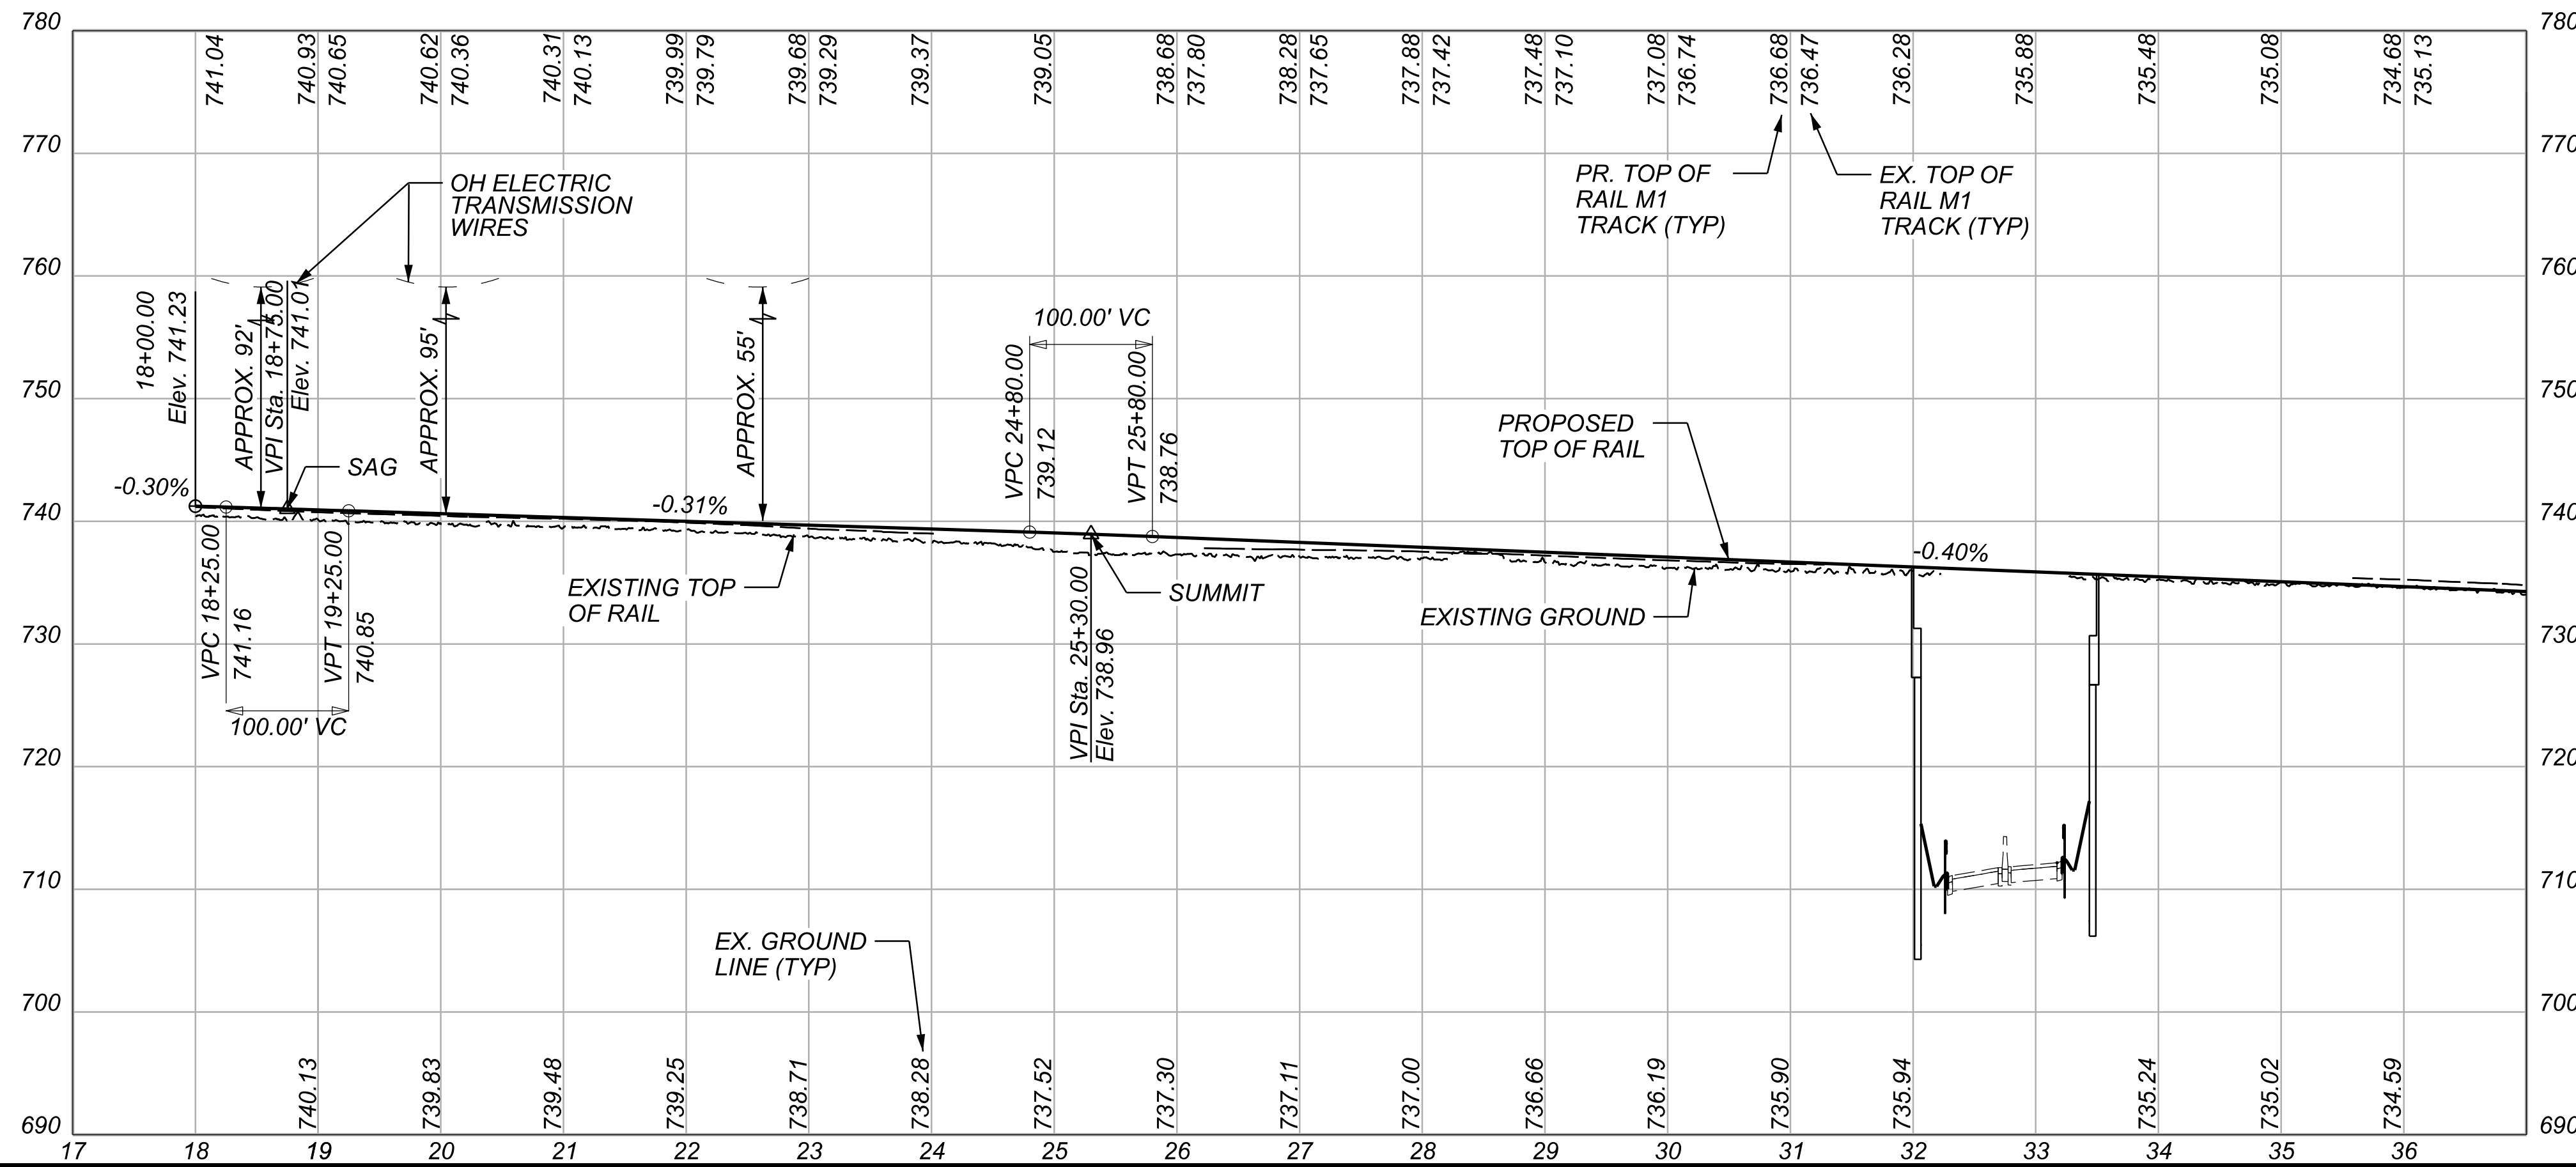 780
780
741.04
740.93
740.65
740.62
740.36
740.31
740.13
739.99
739.79
739.68
739.29
739.37
739.05
738.68
737.80
738.28
737.65
737.88
737.42
737.48
737.10
737.08
736.74
736.68
736.47
736.28
735.88
735.48
735.08
734.68
735.13
770
770
OH ELECTRIC
TRANSMISSION
WIRES
PR. TOP OF
RAIL M1
TRACK (TYP)
EX. TOP OF
RAIL M1
TRACK (TYP)
760
760
18+00.00
Elev. 741.23
APPROX. 92'
VPI Sta. 18+75.00
Elev. 741.01
APPROX. 95'
APPROX. 55'
100.00' VC
VPC 24+80.00
739.12
VPT 25+80.00
738.76
750
750
PROPOSED
TOP OF RAIL
SAG
-0.30%
-0.31%
740
740
-0.40%
VPC 18+25.00
741.16
VPT 19+25.00
740.85
100.00' VC
EXISTING TOP
OF RAIL
VPI Sta. 25+30.00
Elev. 738.96
SUMMIT
EXISTING GROUND
730
730
720
720
710
710
EX. GROUND
LINE (TYP)
700
700
740.13
739.83
739.48
739.25
738.71
738.28
737.52
737.30
737.11
737.00
736.66
736.19
735.90
735.94
735.24
735.02
734.59
690
690
17 18 19 20 21 22 23 24 25 26 27 28 29 30 31 32 33 34 35 36